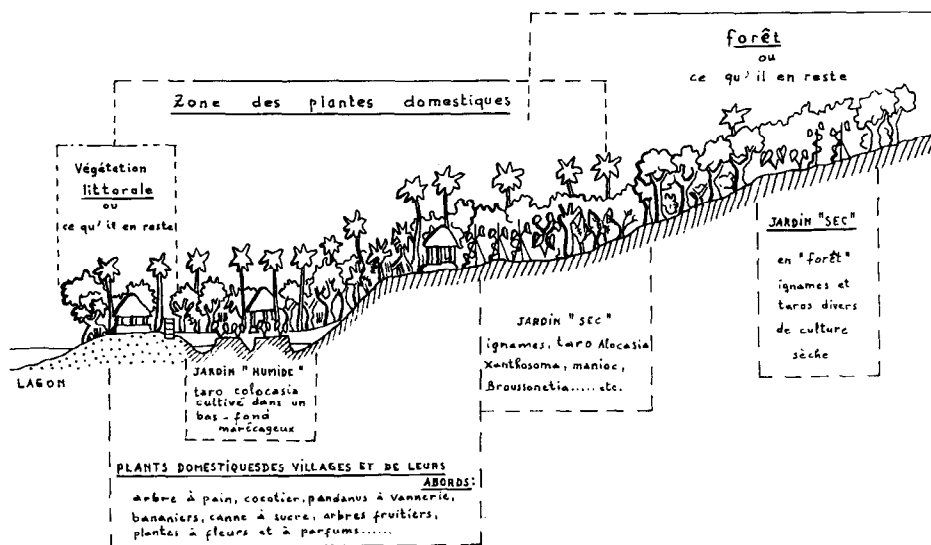 forêt
ou
ce qu'il en reste
Zone des plantes domestiques
Végétation
littorale
ou
ce qu'il en reste
JARDIN "SEC"
en "forêt"
ignames et
taros divers
de culture
sèche
JARDIN "SEC"
ignames, taro Alocasia
Xanthosoma, manioc,
Broussonetia..... etc.
LAGON
JARDIN "HUMIDE"
taro colocasia
cultivé dans un
bas-fond
marécageux
PLANTS DOMESTIQUESDES VILLAGES ET DE LEURS
ABORDS:
arbre à pain, cocotier, pandanus à vannerie,
bananiers, canne à sucre, arbres fruitiers,
plantes à fleurs et à parfums......